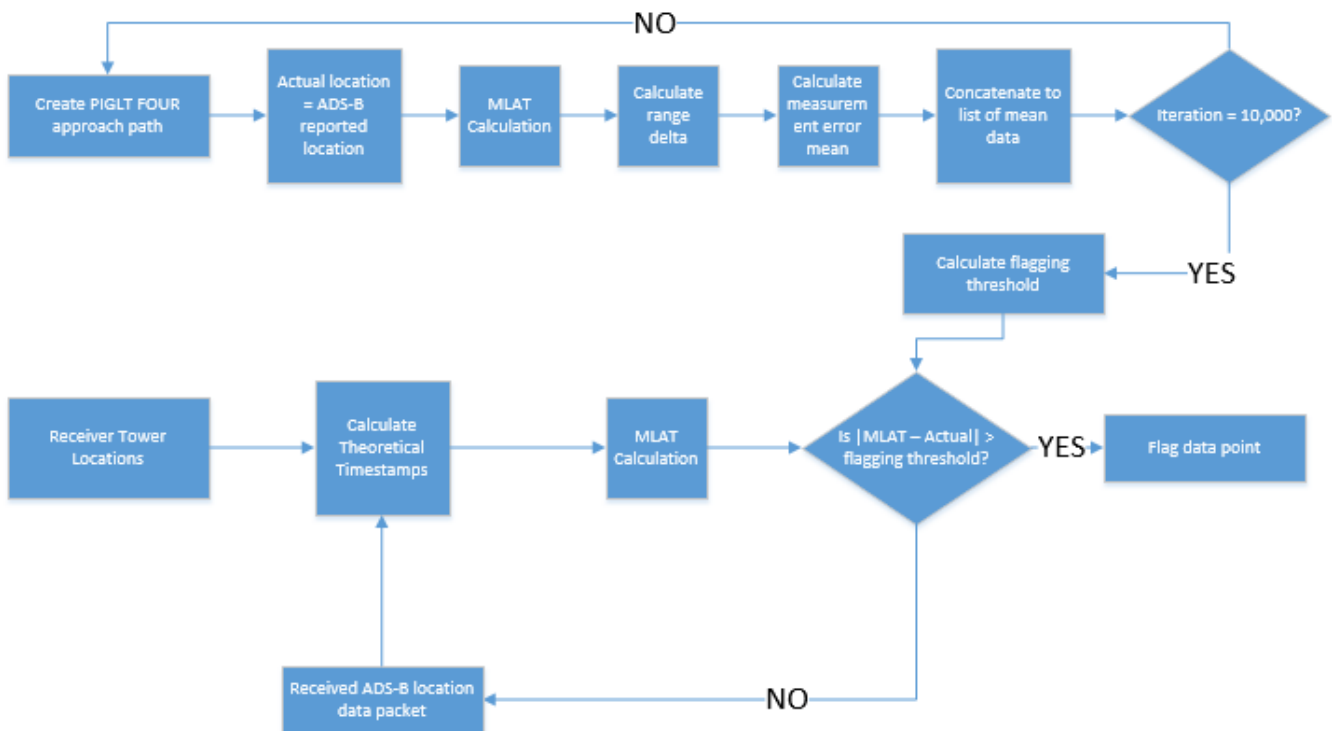 NO
Create PIGLT FOUR
approach path
Actual location
= ADS-B
reported
location
MLAT
Calculation
Calculate
range
delta
Calculate
measurem
ent error
mean
Concatenate to
list of mean
data
Iteration = 10,000?
YES
Calculate flagging
threshold
Receiver Tower
Locations
Calculate
Theoretical
Timestamps
MLAT
Calculation
Is |MLAT – Actual| >
flagging threshold?
YES
Flag data point
NO
Received ADS-B location
data packet